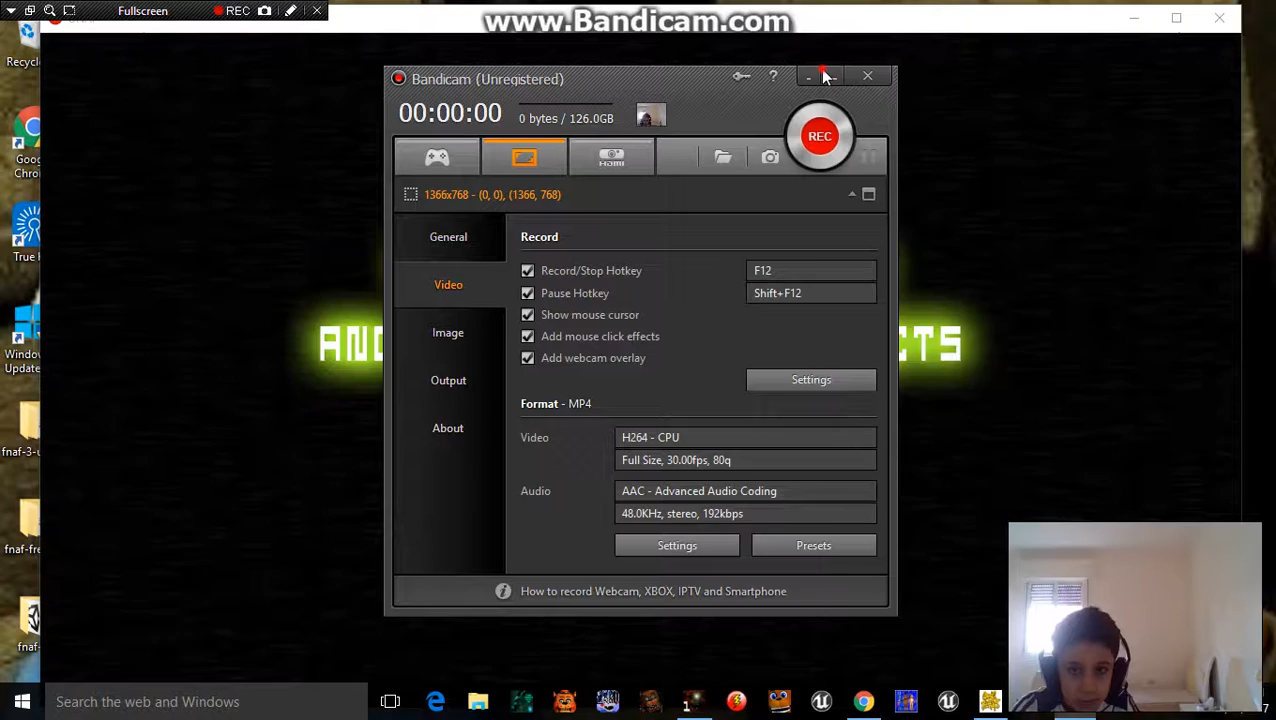 Fullscreen
REC
www.Bandicam.com
Recycl
Bandicam (Unregistered)
?
00:00:00
0 bytes / 126.0GB
REC
HDMI
1366x768 - (0, 0), (1366, 768)
Goo
Chro
True H
Windo
Update
fnaf-3-u
fnaf-fre
fnaf
General
Video
Image
Output
About
Record
Record/Stop Hotkey
F12
Pause Hotkey
Shift+F12
Show mouse cursor
Add mouse click effects
Add webcam overlay
Settings
Format - MP4
Video
H264 - CPU
Full Size, 30.00fps, 80q
Audio
AAC - Advanced Audio Coding
48.0KHz, stereo, 192kbps
Settings
Presets
How to record Webcam, XBOX, IPTV and Smartphone
Search the web and Windows